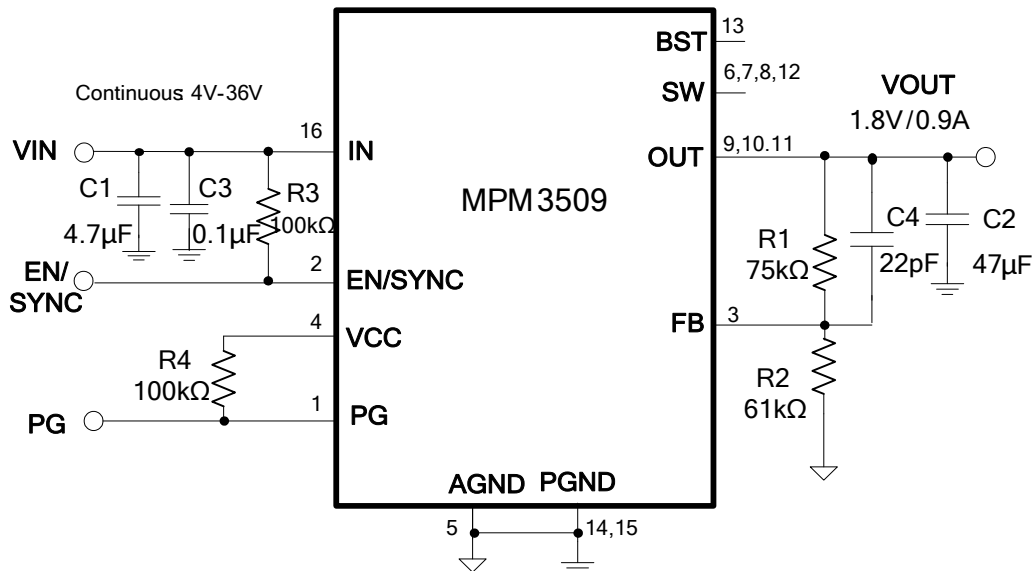 13
BST
6,7,8,12
SW
VOUT
1.8V/0.9A
Continuous: 4V-36V
16
VIN
IN
OUT
9,10.11
MPM3509
C1
C3
R3
4.7µF
0.1µF
100kΩ
R1
75kΩ
C4
22pF
C2
47µF
EN/
SYNC
2
EN/SYNC
4
VCC
FB
3
R4
100kΩ
R2
61kΩ
PG
1
PG
AGND
PGND
5
14,15